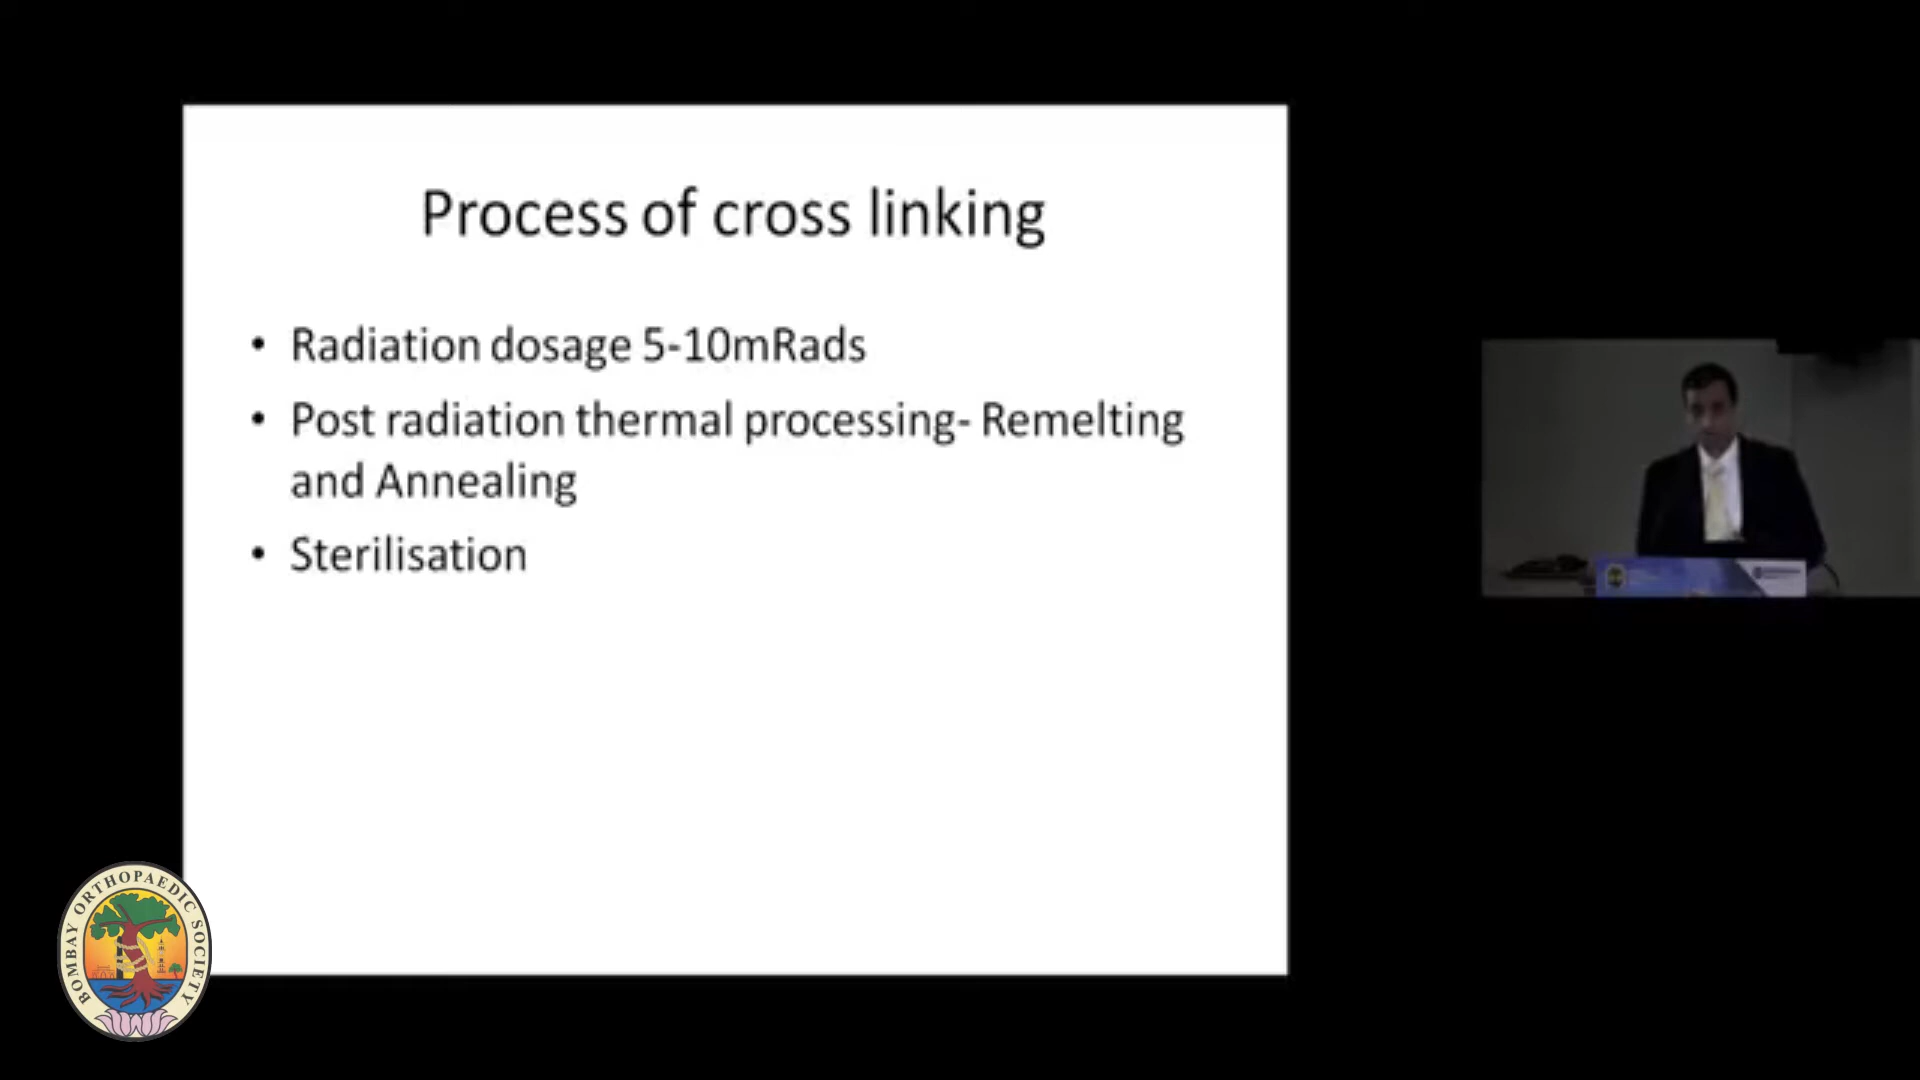 Process of cross linking
• Radiation dosage 5-10mRads
• Post radiation thermal processing- Remelting
and Annealing
• Sterilisation
BOMBAY ORTHOPAEDIC SOCIETY